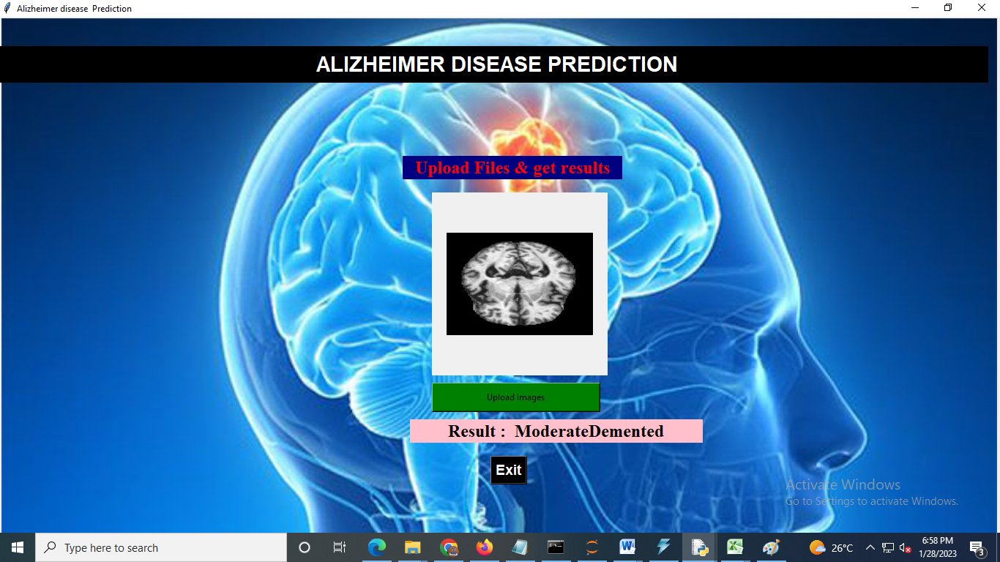 Alizheimer disease  Prediction
ALIZHEIMER DISEASE PREDICTION
Upload Files & get results
Upload Images
Result :  ModerateDemented
Exit
Activate Windows
Go to Settings to activate Windows.
Type here to search
26°C
6:58 PM
1/28/2023
3